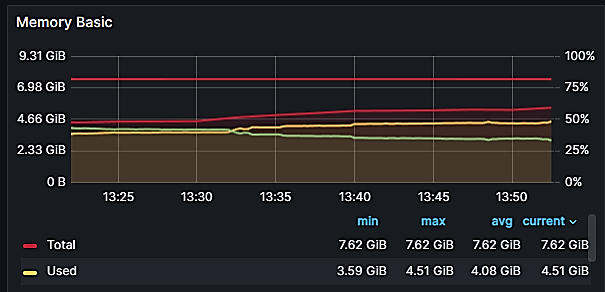 Memory Basic
9.31 GiB 100%
6.98 GiB 75%
4.66 GiB 50%
2.33 GiB 25%
0 B 0%
13:25 13:30 13:35 13:40 13:45 13:50
min max avg current
Total 7.62 GiB 7.62 GiB 7.62 GiB 7.62 GiB
Used 3.59 GiB 4.51 GiB 4.08 GiB 4.51 GiB